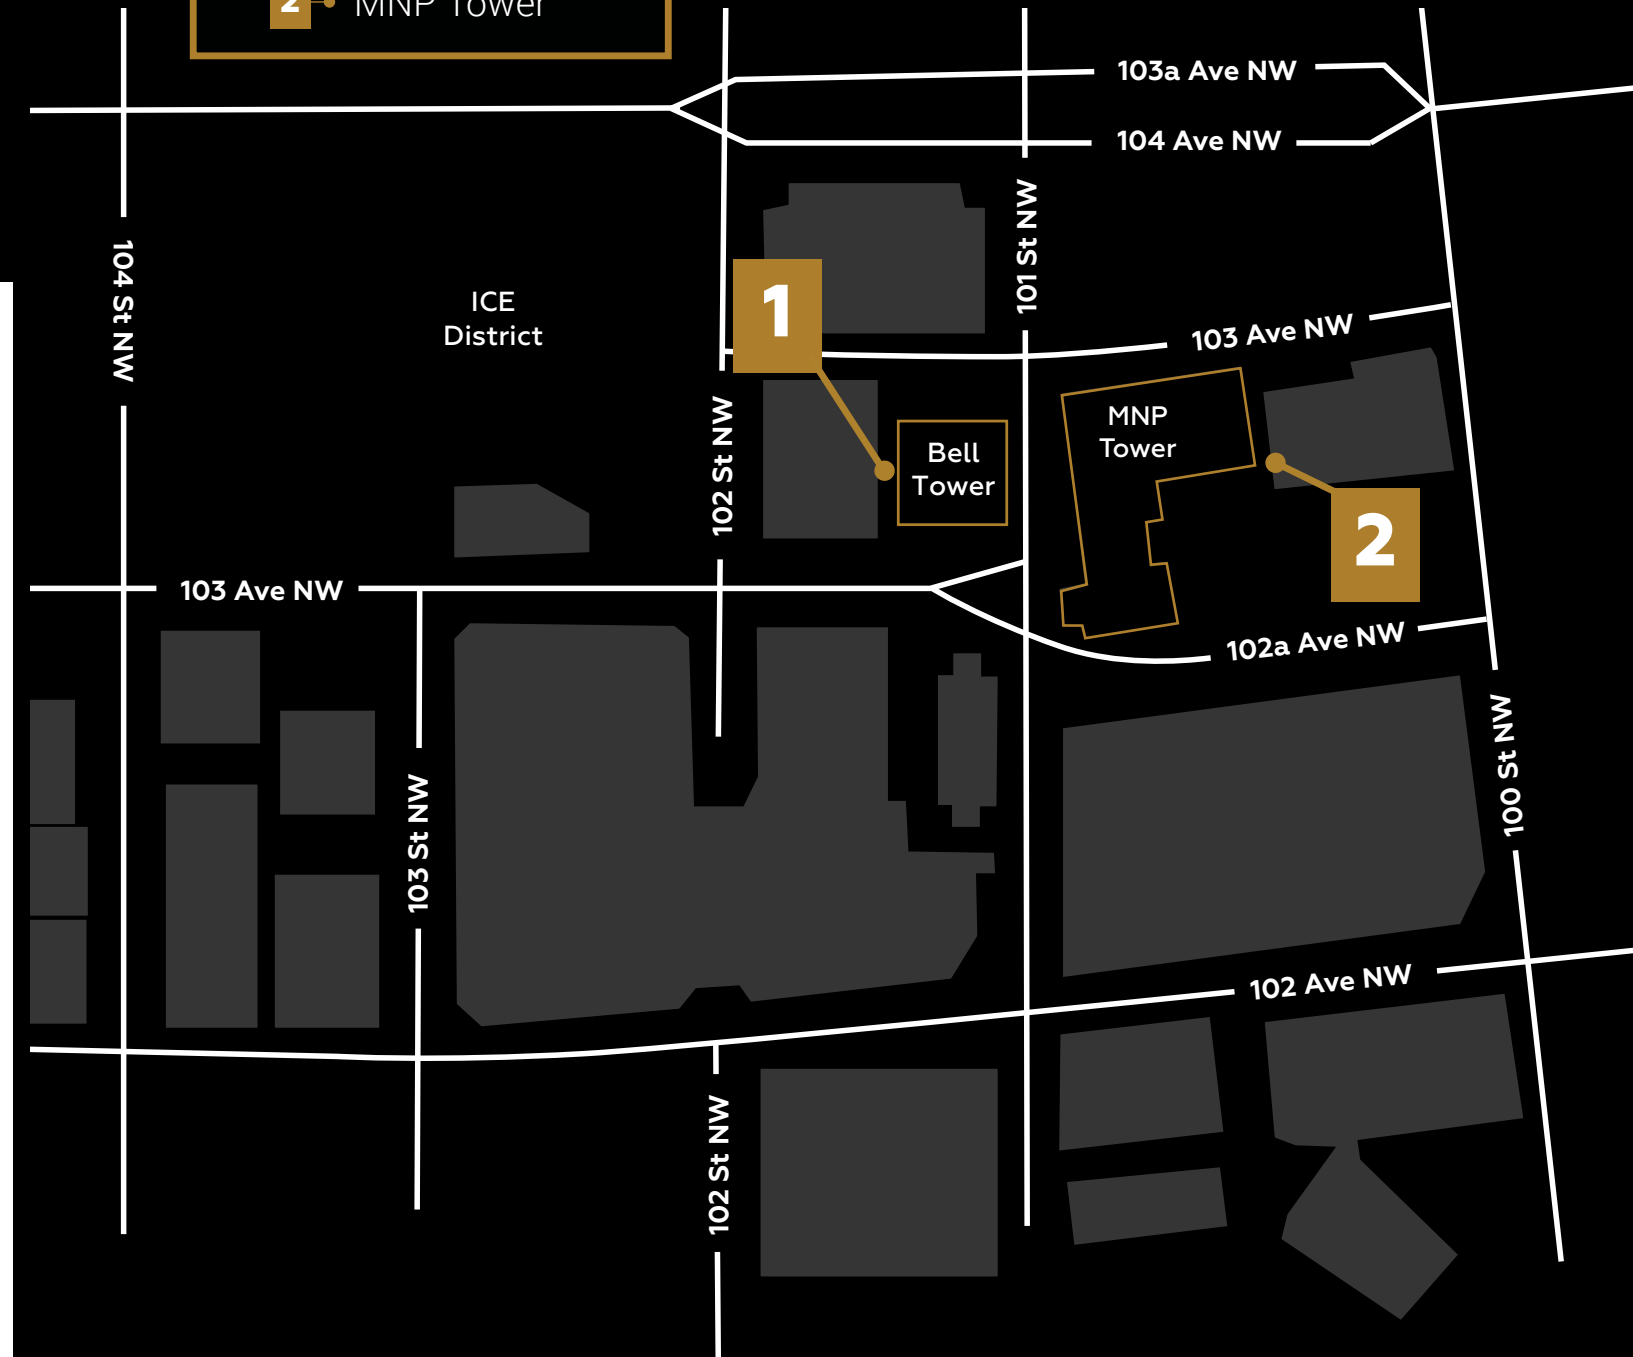 2 MNP Tower
103a Ave NW
104 Ave NW
104 St NW
101 St NW
ICE
District
1
103 Ave NW
102 St NW
Bell
Tower
MNP
Tower
2
103 Ave NW
102a Ave NW
100 St NW
103 St NW
102 Ave NW
102 St NW